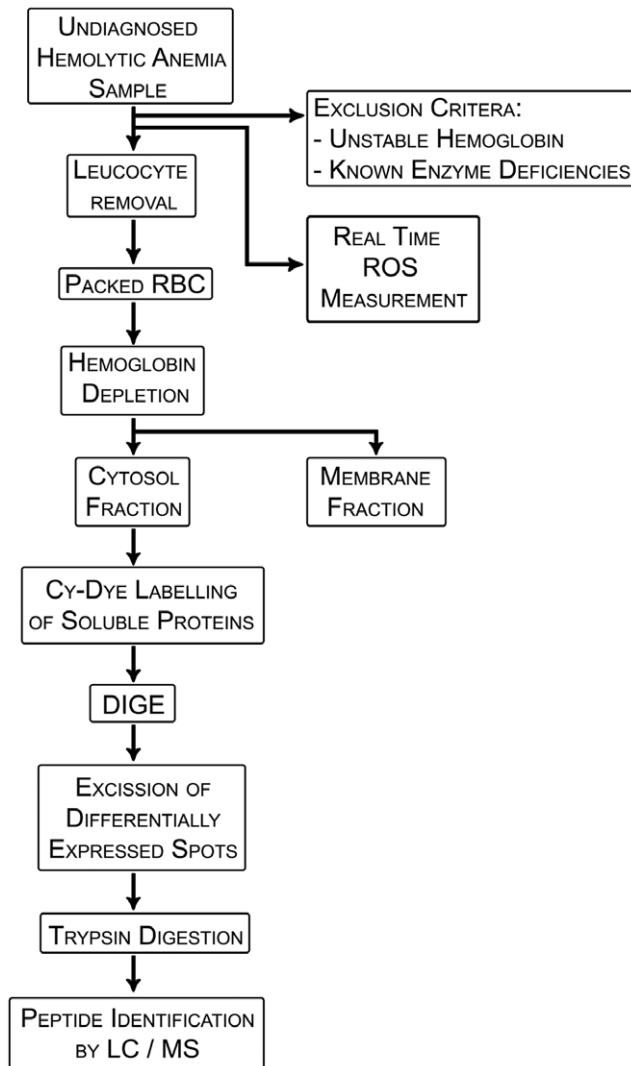 Undiagnosed
Hemolytic Anemia
Sample
Exclusion Critera:
- Unstable Hemoglobin
- Known Enzyme Deficiencies
Leucocyte
removal
Real Time
ROS
Measurement
Packed RBC
Hemoglobin
Depletion
Cytosol
Fraction
Membrane
Fraction
Cy-Dye Labelling
of Soluble Proteins
DIGE
Excission of
Differentially
Expressed Spots
Trypsin Digestion
Peptide Identification
by LC / MS